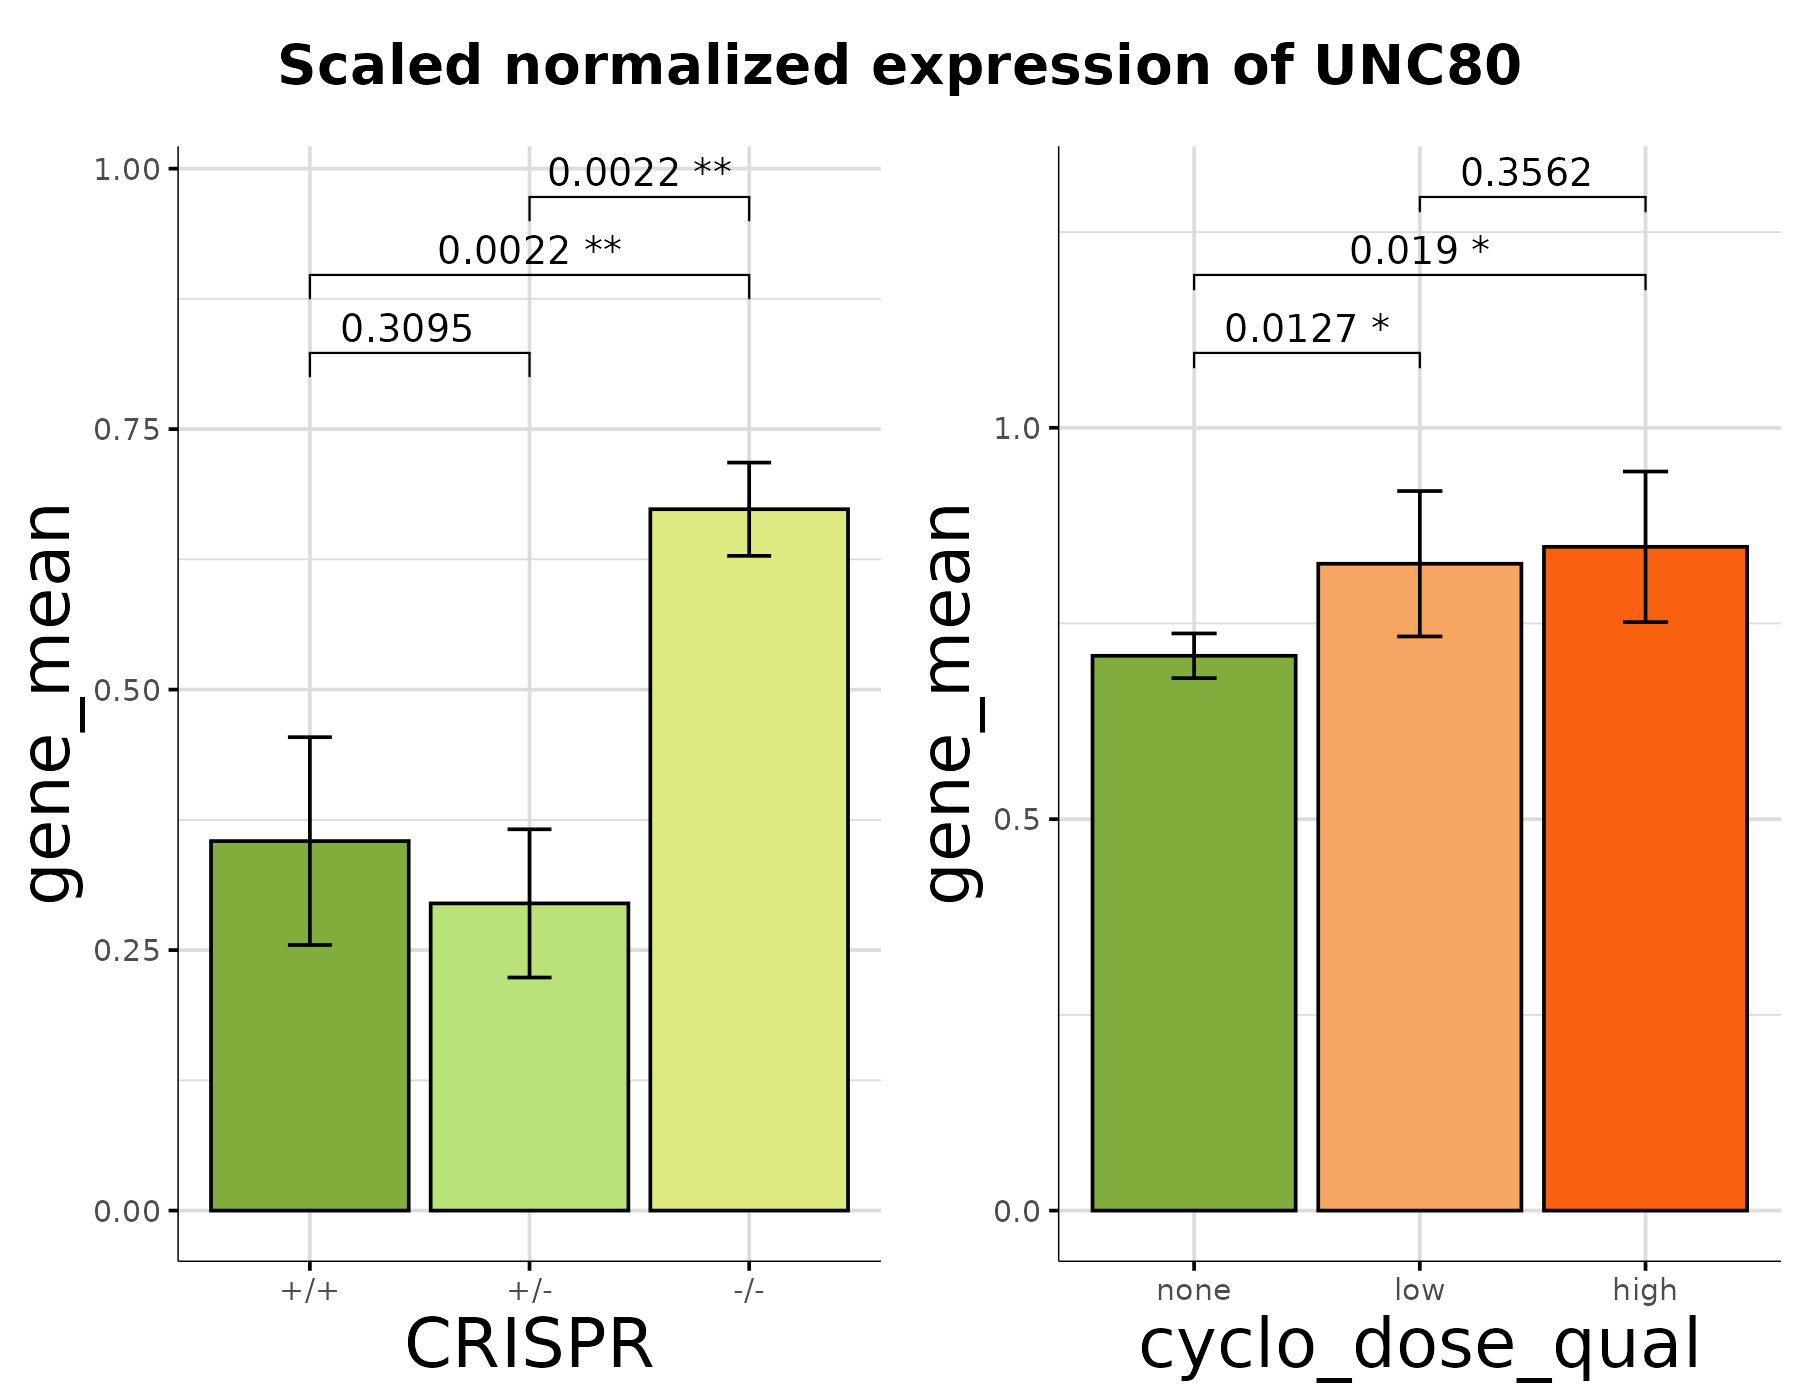 Scaled normalized expression of UNC80
gene_mean
1.00
0.75
0.50
0.25
0.00
0.0022 **
0.0022 **
0.3095
+/+
+/-
-/-
CRISPR
gene_mean
1.0
0.5
0.0
0.3562
0.019 *
0.0127 *
none
low
high
cyclo_dose_qual